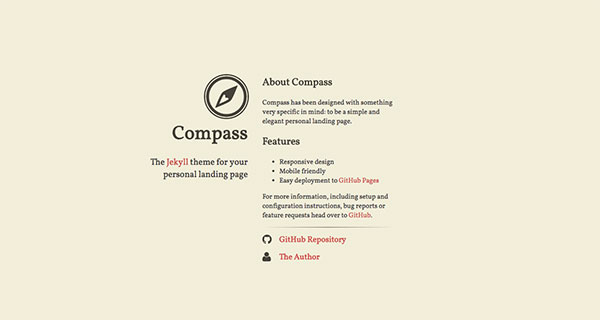 Compass
The Jekyll theme for your
personal landing page
About Compass
Compass has been designed with something
very specific in mind: to be a simple and
elegant personal landing page.
Features
• Responsive design
• Mobile friendly
• Easy deployment to GitHub Pages
For more information, including setup and
configuration instructions, bug reports or
feature requests head over to GitHub.
GitHub Repository
The Author